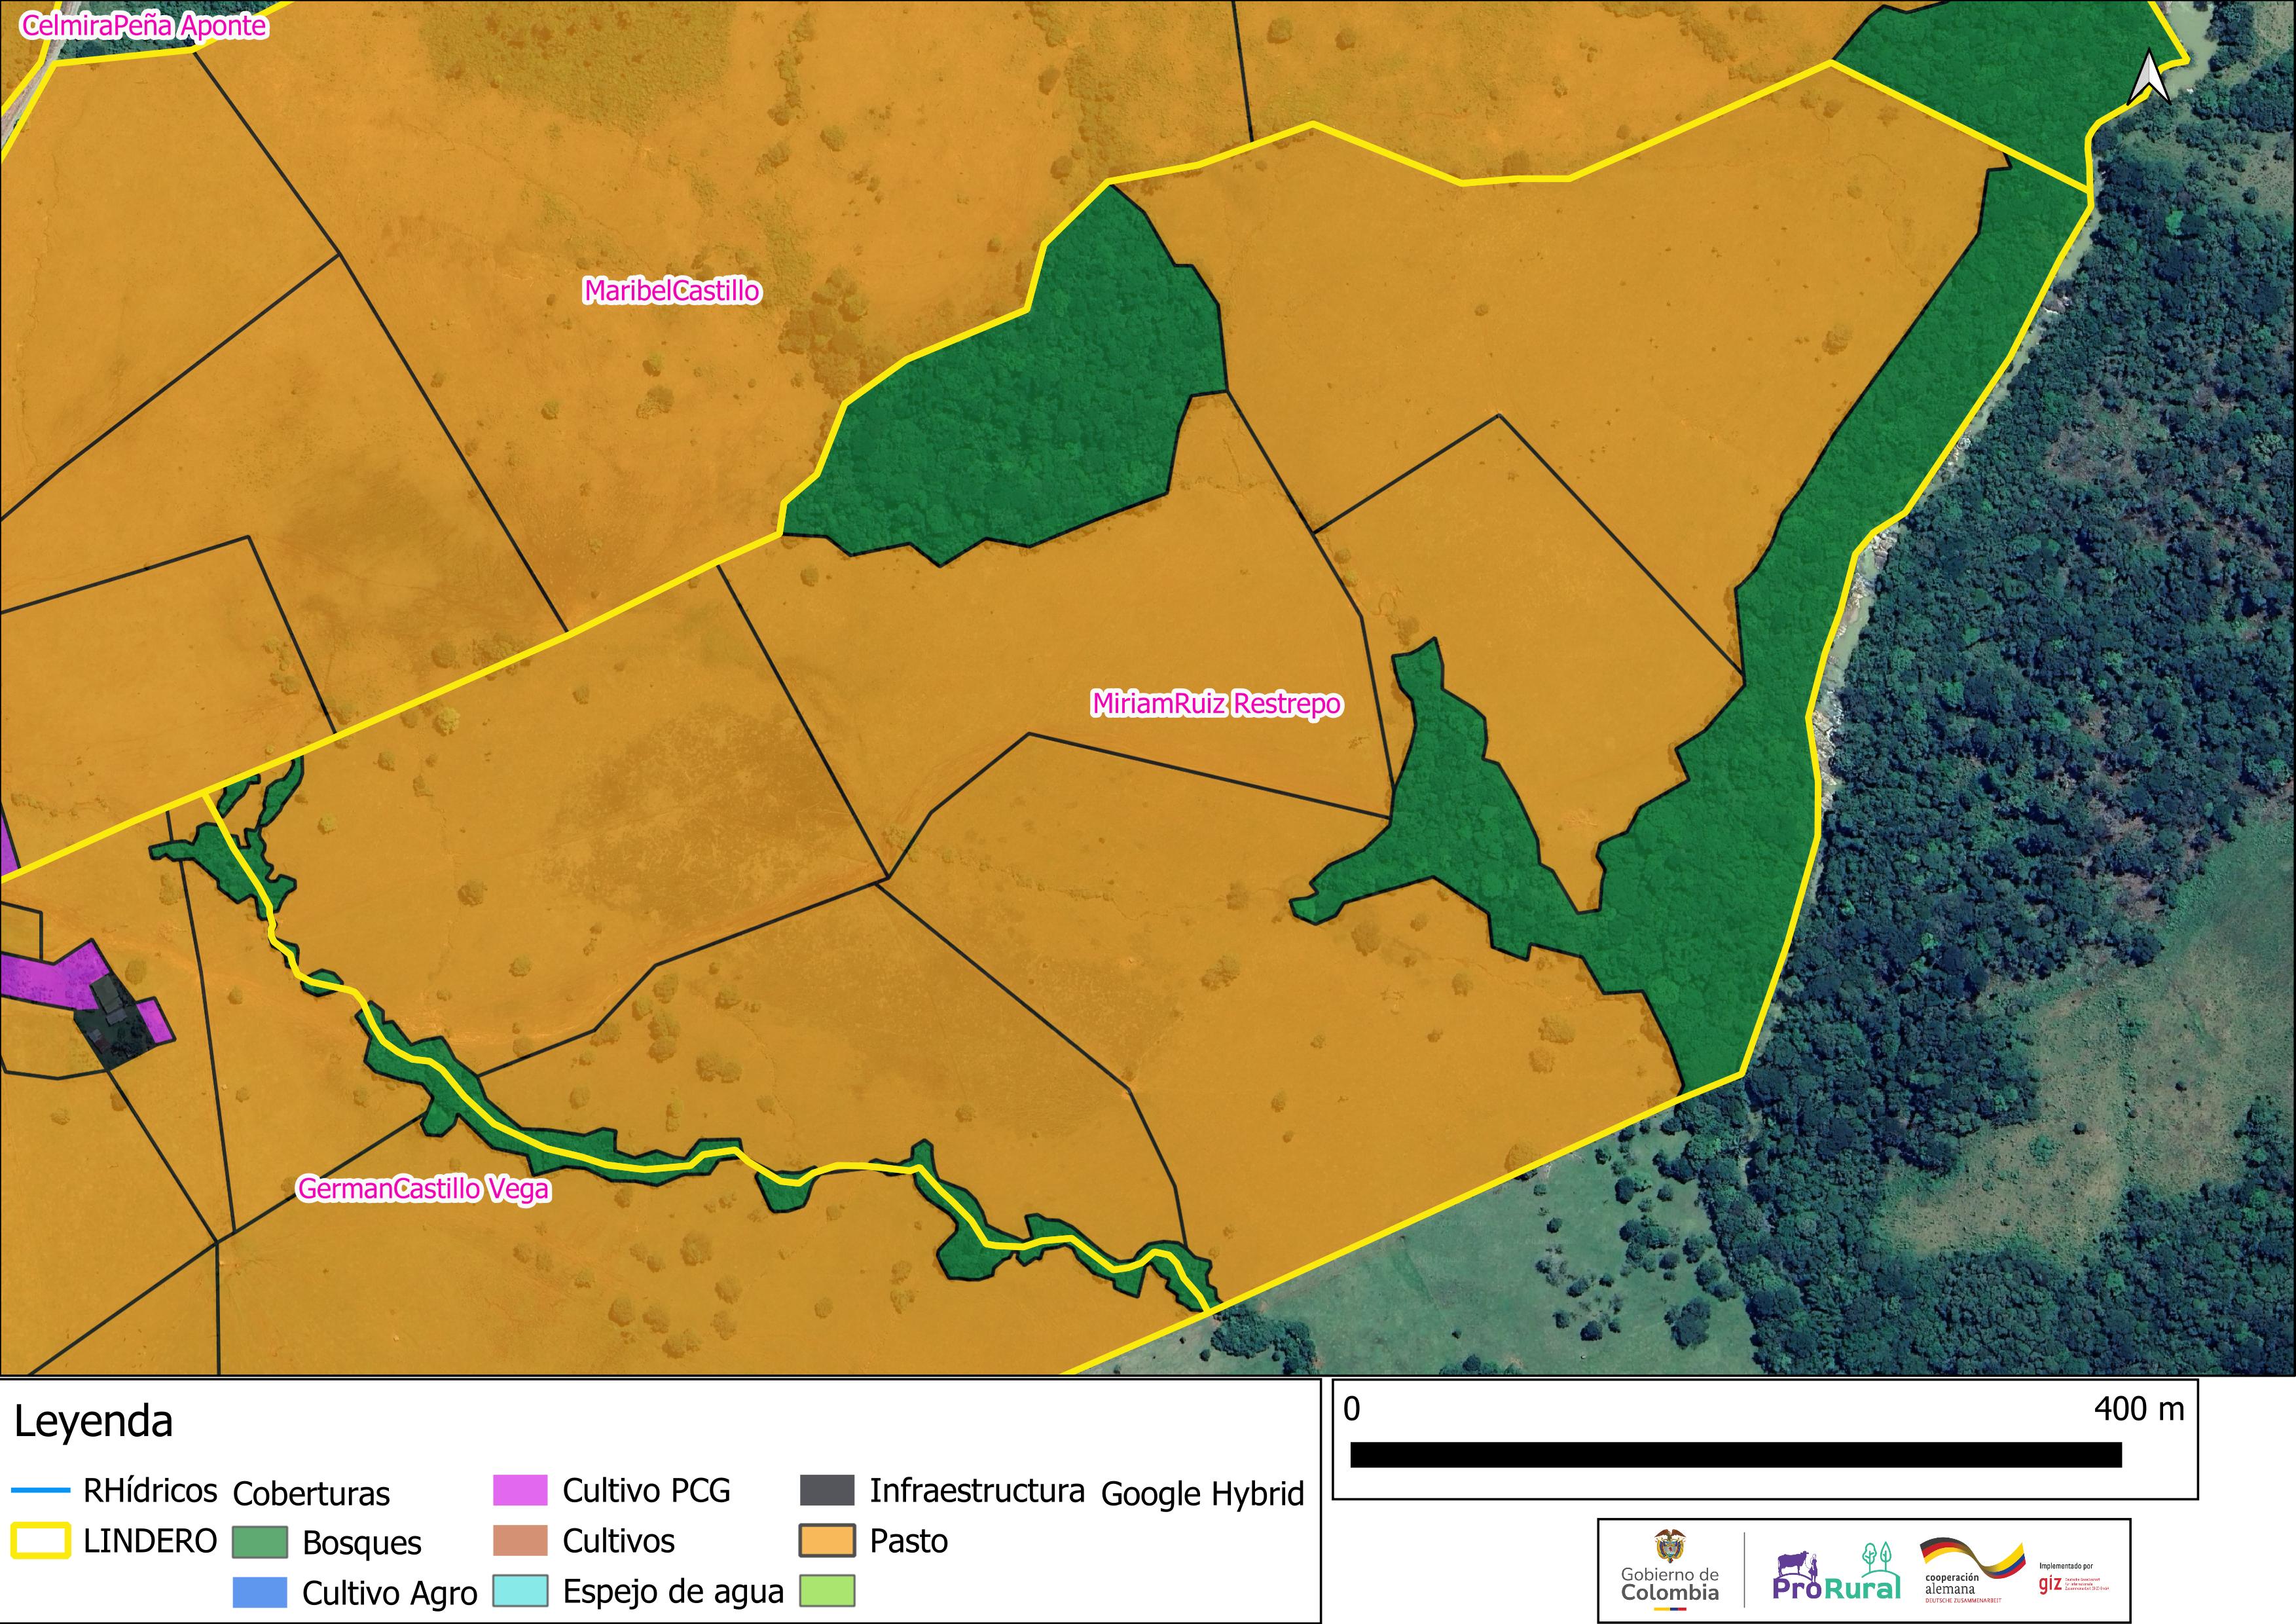 CelmiraPeña Aponte
MaribelCastillo
MiriamRuiz Restrepo
GermanCastillo Vega
Leyenda
RHídricos
LINDERO
Coberturas
Bosques
Cultivo Agro
Cultivo PCG
Cultivos
Espejo de agua
Infraestructura
Pasto
Google Hybrid
0 400 m
Gobierno de
Colombia
ProRural
cooperación
alemana
DEUTSCHE ZUSAMMENARBEIT
Implementado por
giz